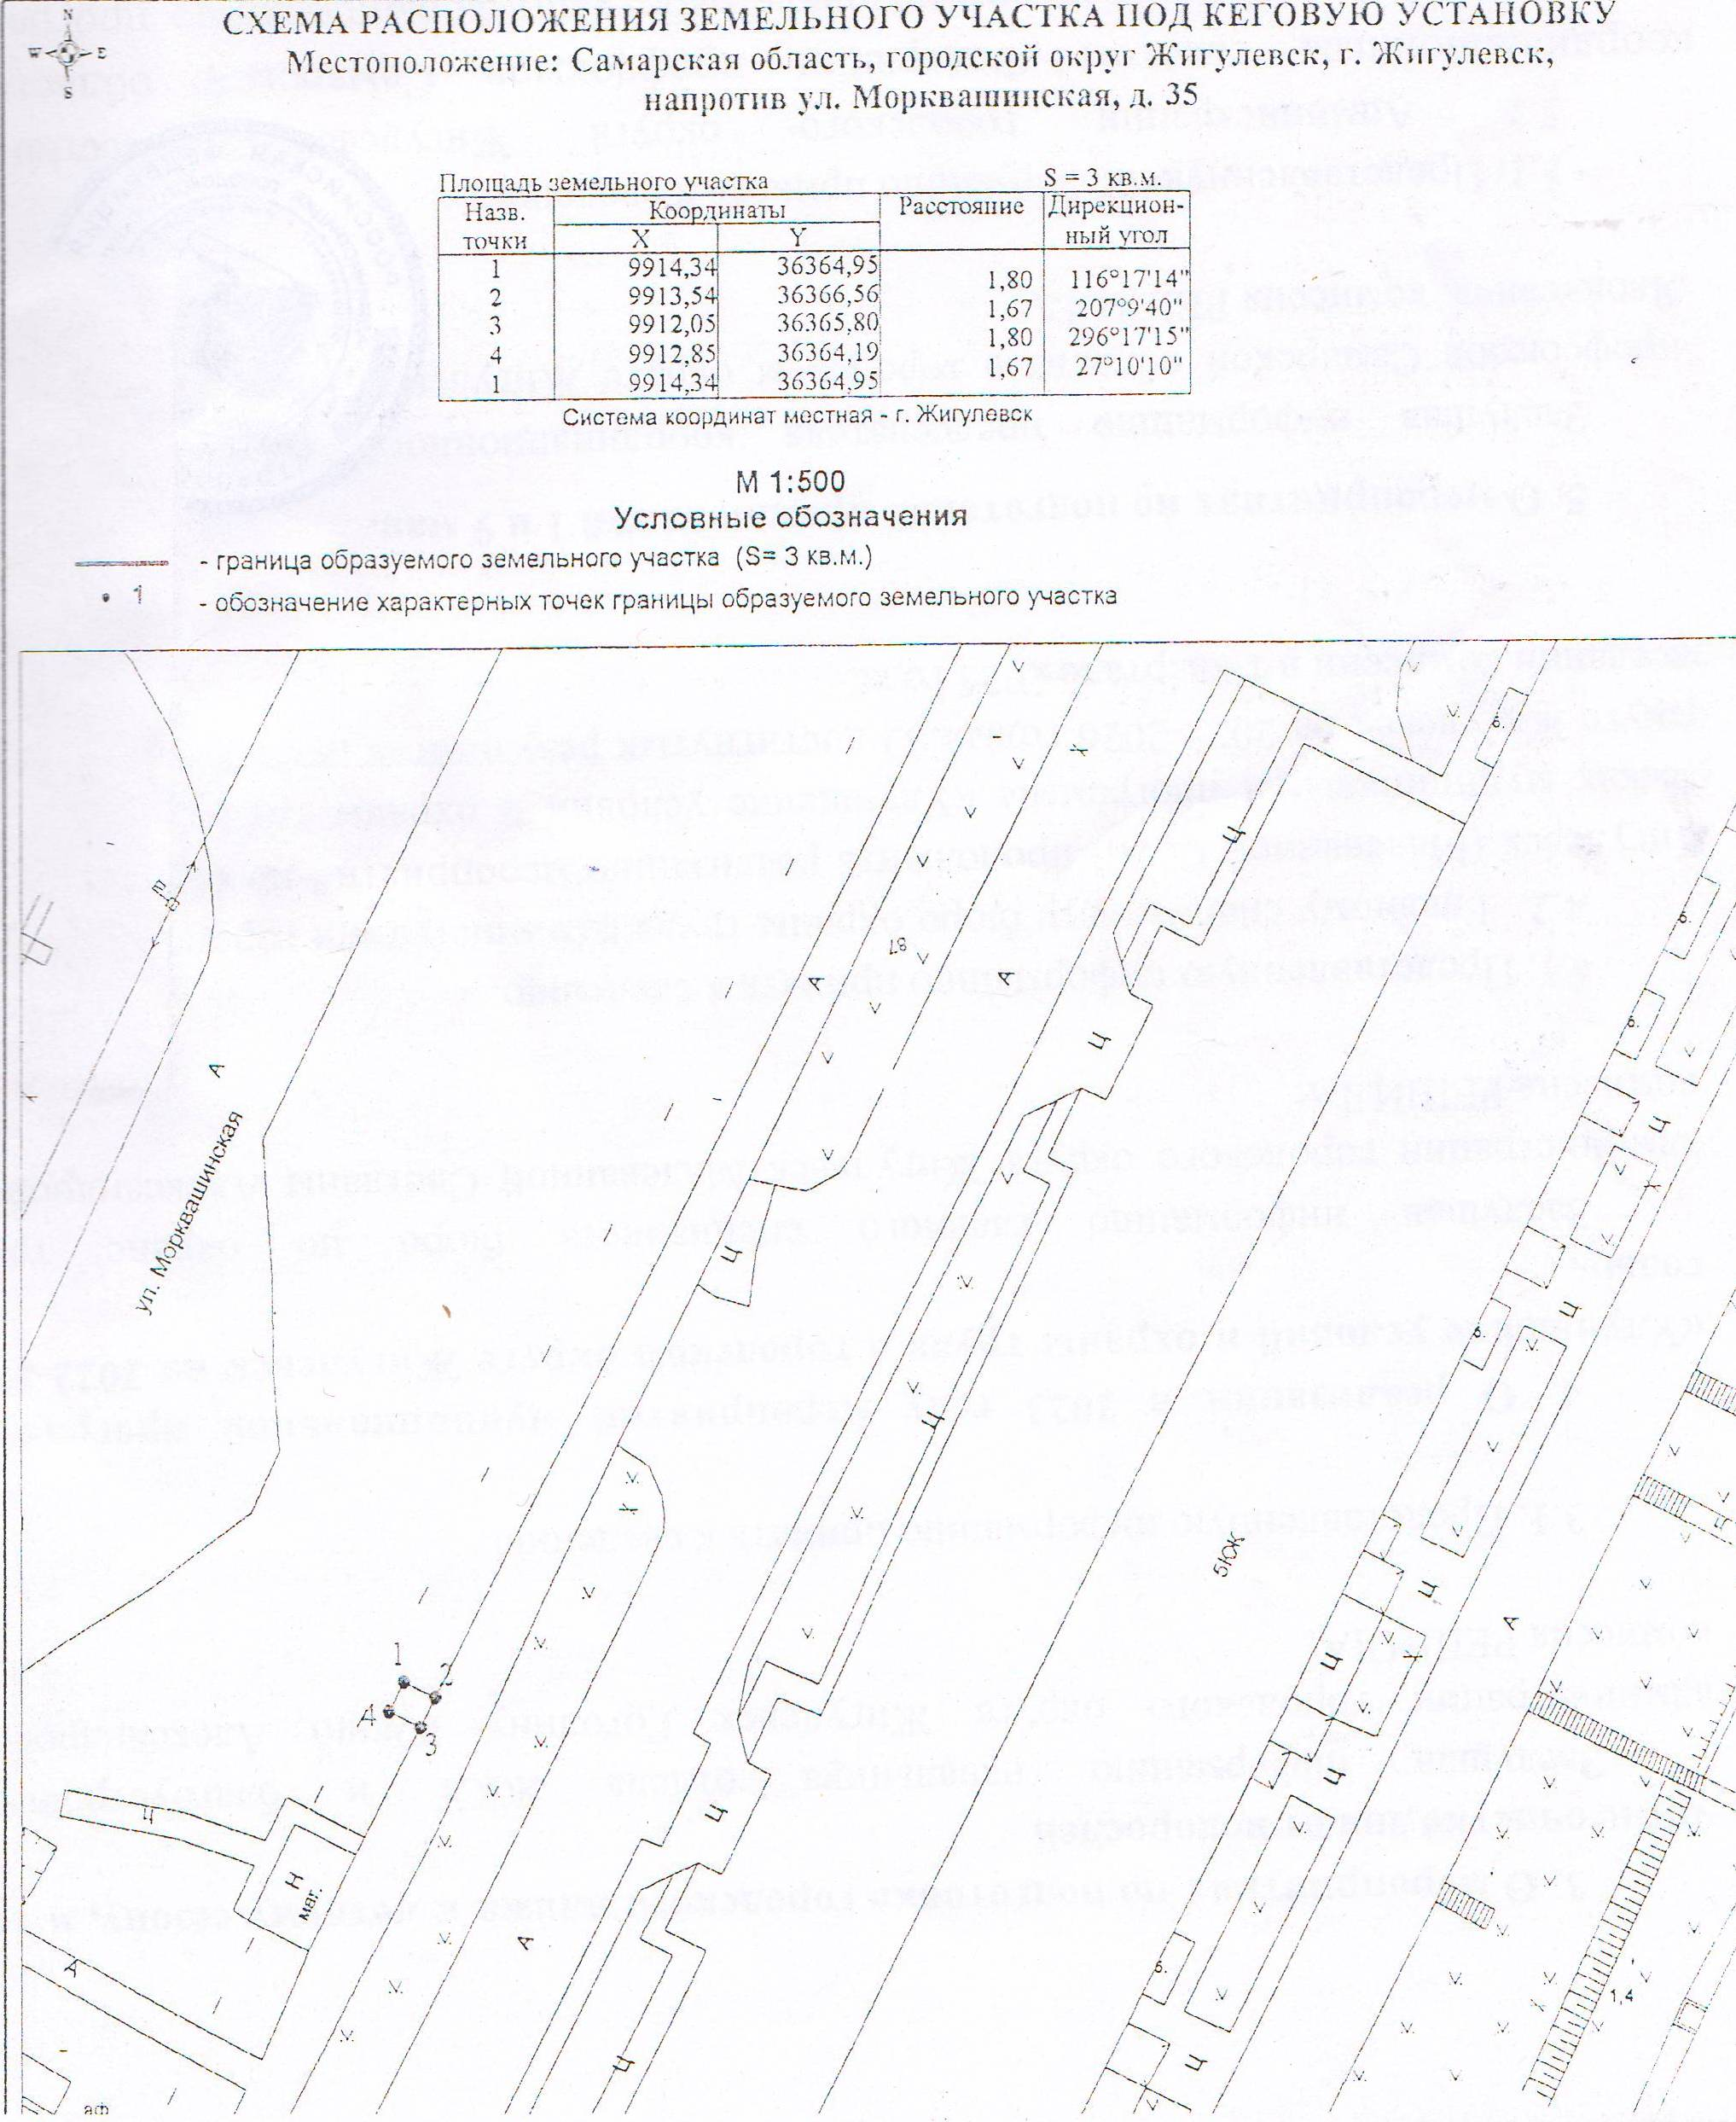 N
W E
S
СХЕМА РАСПОЛОЖЕНИЯ ЗЕМЕЛЬНОГО УЧАСТКА ПОД КЕГОВУЮ УСТАНОВКУ
Местоположение: Самарская область, городской округ Жигулевск, г. Жигулевск,
напротив ул. Морквашинская, д. 35
Площадь земельного участка S = 3 кв.м.
Назв. точки Координаты Расстояние Дирекцион-ный угол
X Y
1 9914,34 36364,95
1,80 116°17'14"
2 9913,54 36366,56
1,67 207°9'40"
3 9912,05 36365,80
1,80 296°17'15"
4 9912,85 36364,19
1,67 27°10'10"
1 9914,34 36364,95
Система координат местная - г. Жигулевск
М 1:500
Условные обозначения
- граница образуемого земельного участка (S= 3 кв.м.)
1 - обозначение характерных точек границы образуемого земельного участка
б.
Ц
87
А
А
б.
Ц
б.
А
ул. Морквашинская
Ц
Ц
Ц
б.
Ц
Ц
5ЮК
Ц
А
1
2
4
3
Ц
Ц
Ц
Ц
Н
маг.
А
А
б.
1,4
Ц
Ц
аф